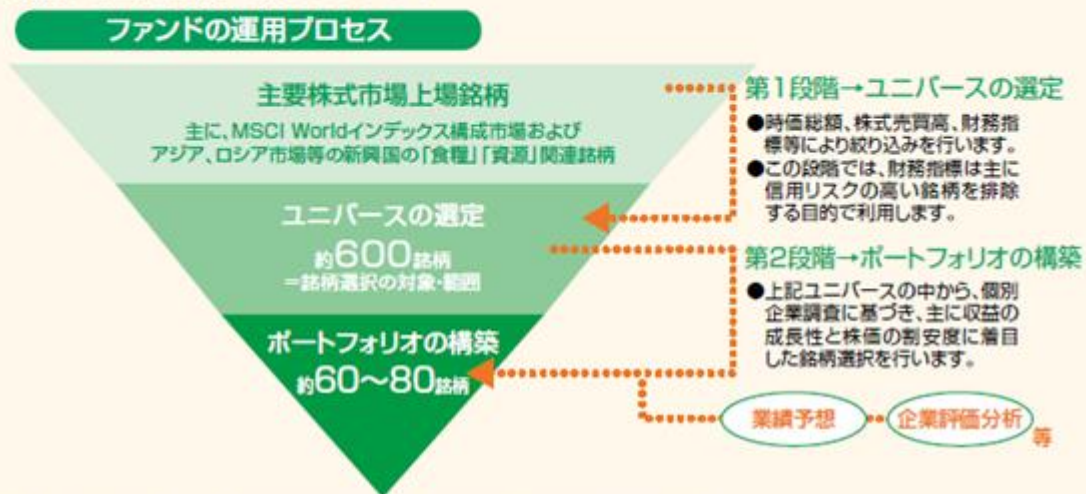 ファンドの運用プロセス
主要株式市場上場銘柄
主に、MSCI Worldインデックス構成市場および
アジア、ロシア市場等の新興国の「食糧」「資源」関連銘柄
ユニバースの選定
約600銘柄
=銘柄選択の対象・範囲
ポートフォリオの構築
約60～80銘柄
第1段階→ユニバースの選定
●時価総額、株式売買高、財務指
標等により絞り込みを行います。
●この段階では、財務指標は主に
信用リスクの高い銘柄を排除
する目的で利用します。
第2段階→ポートフォリオの構築
●上記ユニバースの中から、個別
企業調査に基づき、主に収益の
成長性と株価の割安度に着目
した銘柄選択を行います。
業績予想
企業評価分析
等